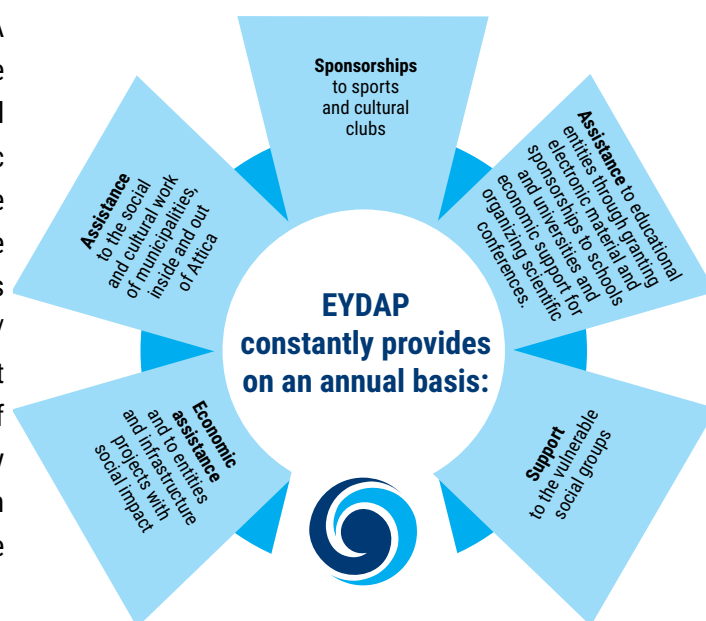 Sponsorships
to sports
and cultural
clubs
Assistance to educational
entities through granting
electronic material and
sponsorships to schools
and universities and
economic support for
organizing scientific
conferences.
Support
to the vulnerable
social groups
Economic
assistance
and to entities
and infrastructure
projects with
social impact
Assistance
to the social
and cultural work
of municipalities,
inside and out
of Attica
EYDAP
constantly provides
on an annual basis: